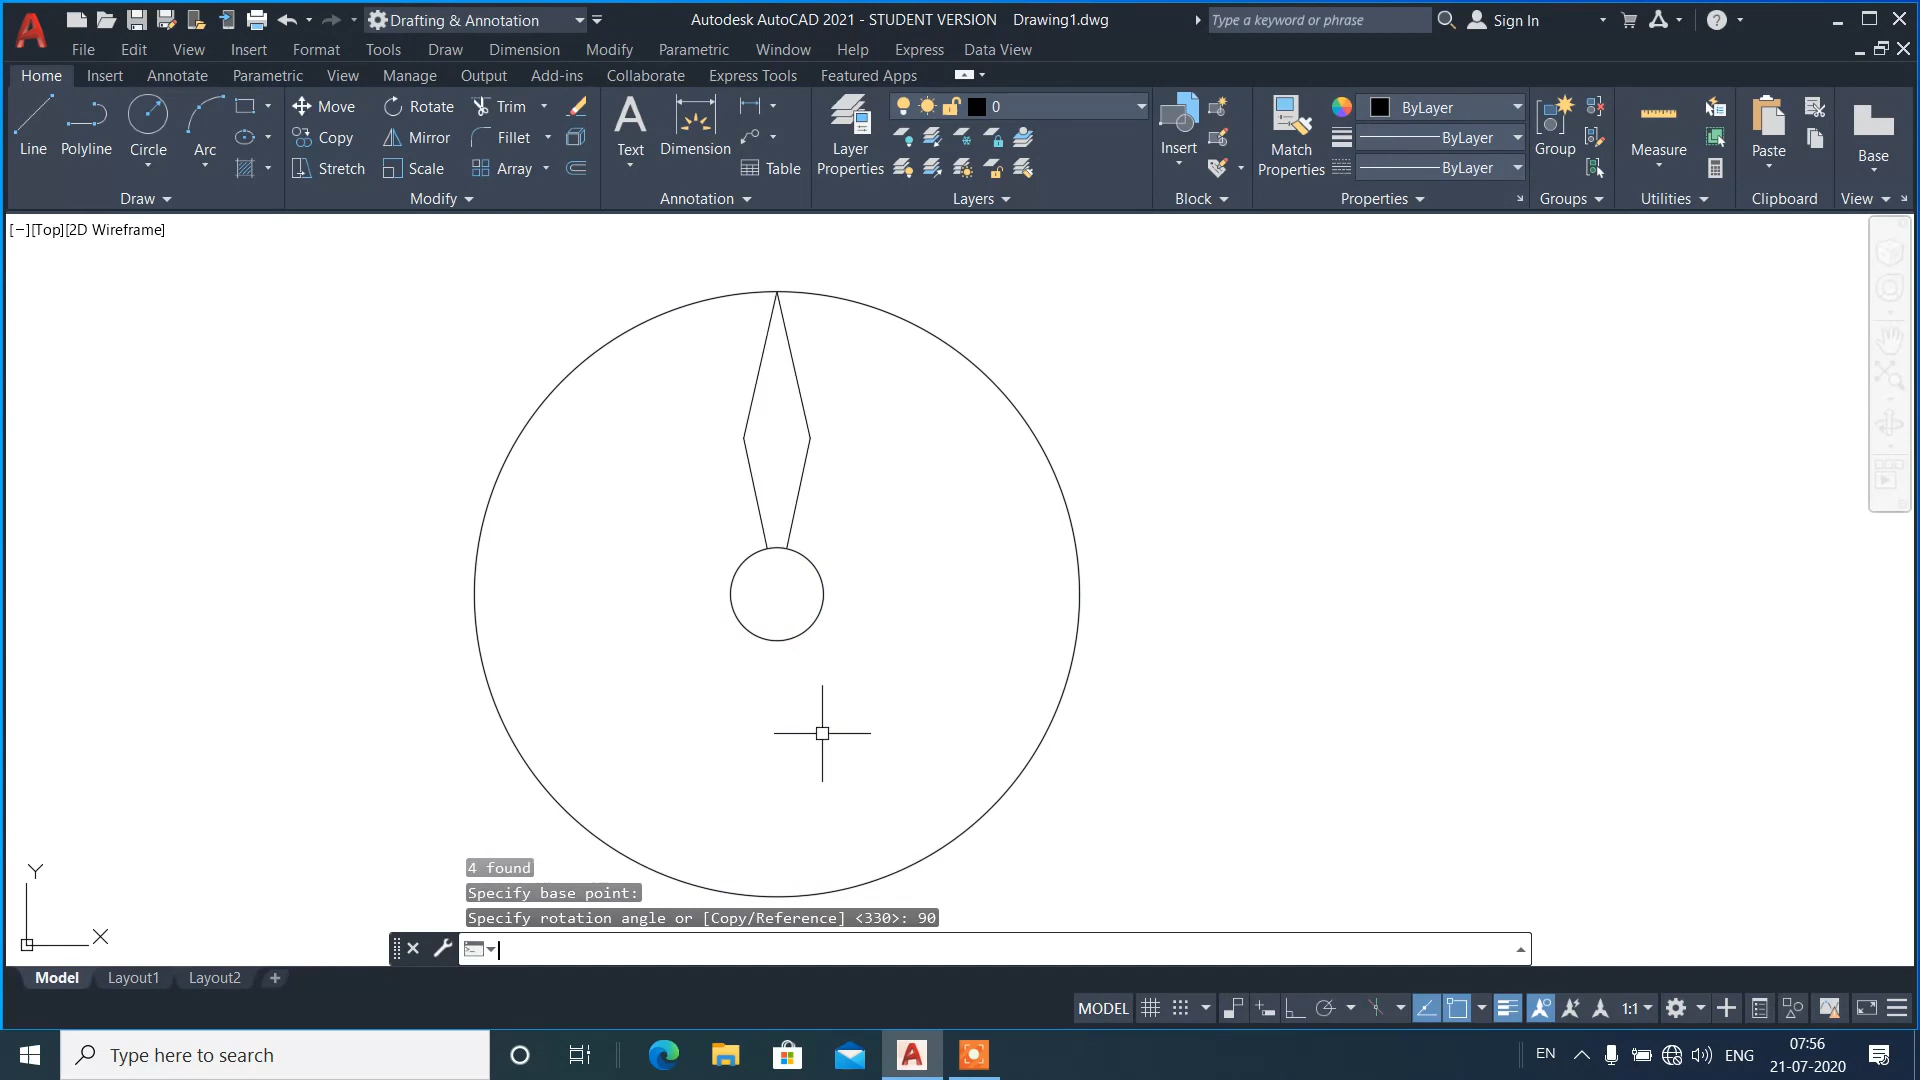 Drafting & Annotation
Autodesk AutoCAD 2021 - STUDENT VERSION Drawing1.dwg
Type a keyword or phrase
Sign In
File Edit View Insert Format Tools Draw Dimension Modify Parametric Window Help Express Data View
Home Insert Annotate Parametric View Manage Output Add-ins Collaborate Express Tools Featured Apps
Line
Polyline
Circle
Arc
Draw
Move
Rotate
Trim
Copy
Mirror
Fillet
Stretch
Scale
Array
Modify
Text
Dimension
Table
Annotation
Layer
Properties
0
Layers
Insert
Block
Match
Properties
ByLayer
ByLayer
ByLayer
Properties
Group
Groups
Measure
Utilities
Paste
Clipboard
Base
View
[−][Top][2D Wireframe]
Y
X
4 found
Specify base point:
Specify rotation angle or [Copy/Reference] <330>: 90
Model Layout1 Layout2 +
MODEL
1:1
Type here to search
EN
ENG
07:56
21-07-2020